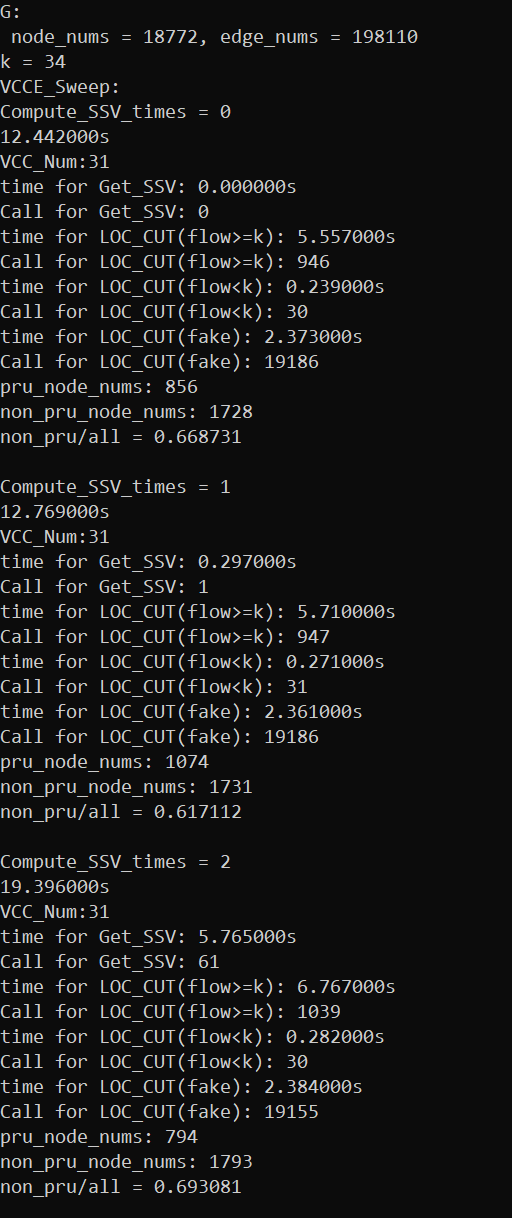 G:
 node_nums = 18772, edge_nums = 198110
k = 34
VCCE_Sweep:
Compute_SSV_times = 0
12.442000s
VCC_Num:31
time for Get_SSV: 0.000000s
Call for Get_SSV: 0
time for LOC_CUT(flow>=k): 5.557000s
Call for LOC_CUT(flow>=k): 946
time for LOC_CUT(flow<k): 0.239000s
Call for LOC_CUT(flow<k): 30
time for LOC_CUT(fake): 2.373000s
Call for LOC_CUT(fake): 19186
pru_node_nums: 856
non_pru_node_nums: 1728
non_pru/all = 0.668731

Compute_SSV_times = 1
12.769000s
VCC_Num:31
time for Get_SSV: 0.297000s
Call for Get_SSV: 1
time for LOC_CUT(flow>=k): 5.710000s
Call for LOC_CUT(flow>=k): 947
time for LOC_CUT(flow<k): 0.271000s
Call for LOC_CUT(flow<k): 31
time for LOC_CUT(fake): 2.361000s
Call for LOC_CUT(fake): 19186
pru_node_nums: 1074
non_pru_node_nums: 1731
non_pru/all = 0.617112

Compute_SSV_times = 2
19.396000s
VCC_Num:31
time for Get_SSV: 5.765000s
Call for Get_SSV: 61
time for LOC_CUT(flow>=k): 6.767000s
Call for LOC_CUT(flow>=k): 1039
time for LOC_CUT(flow<k): 0.282000s
Call for LOC_CUT(flow<k): 30
time for LOC_CUT(fake): 2.384000s
Call for LOC_CUT(fake): 19155
pru_node_nums: 794
non_pru_node_nums: 1793
non_pru/all = 0.693081